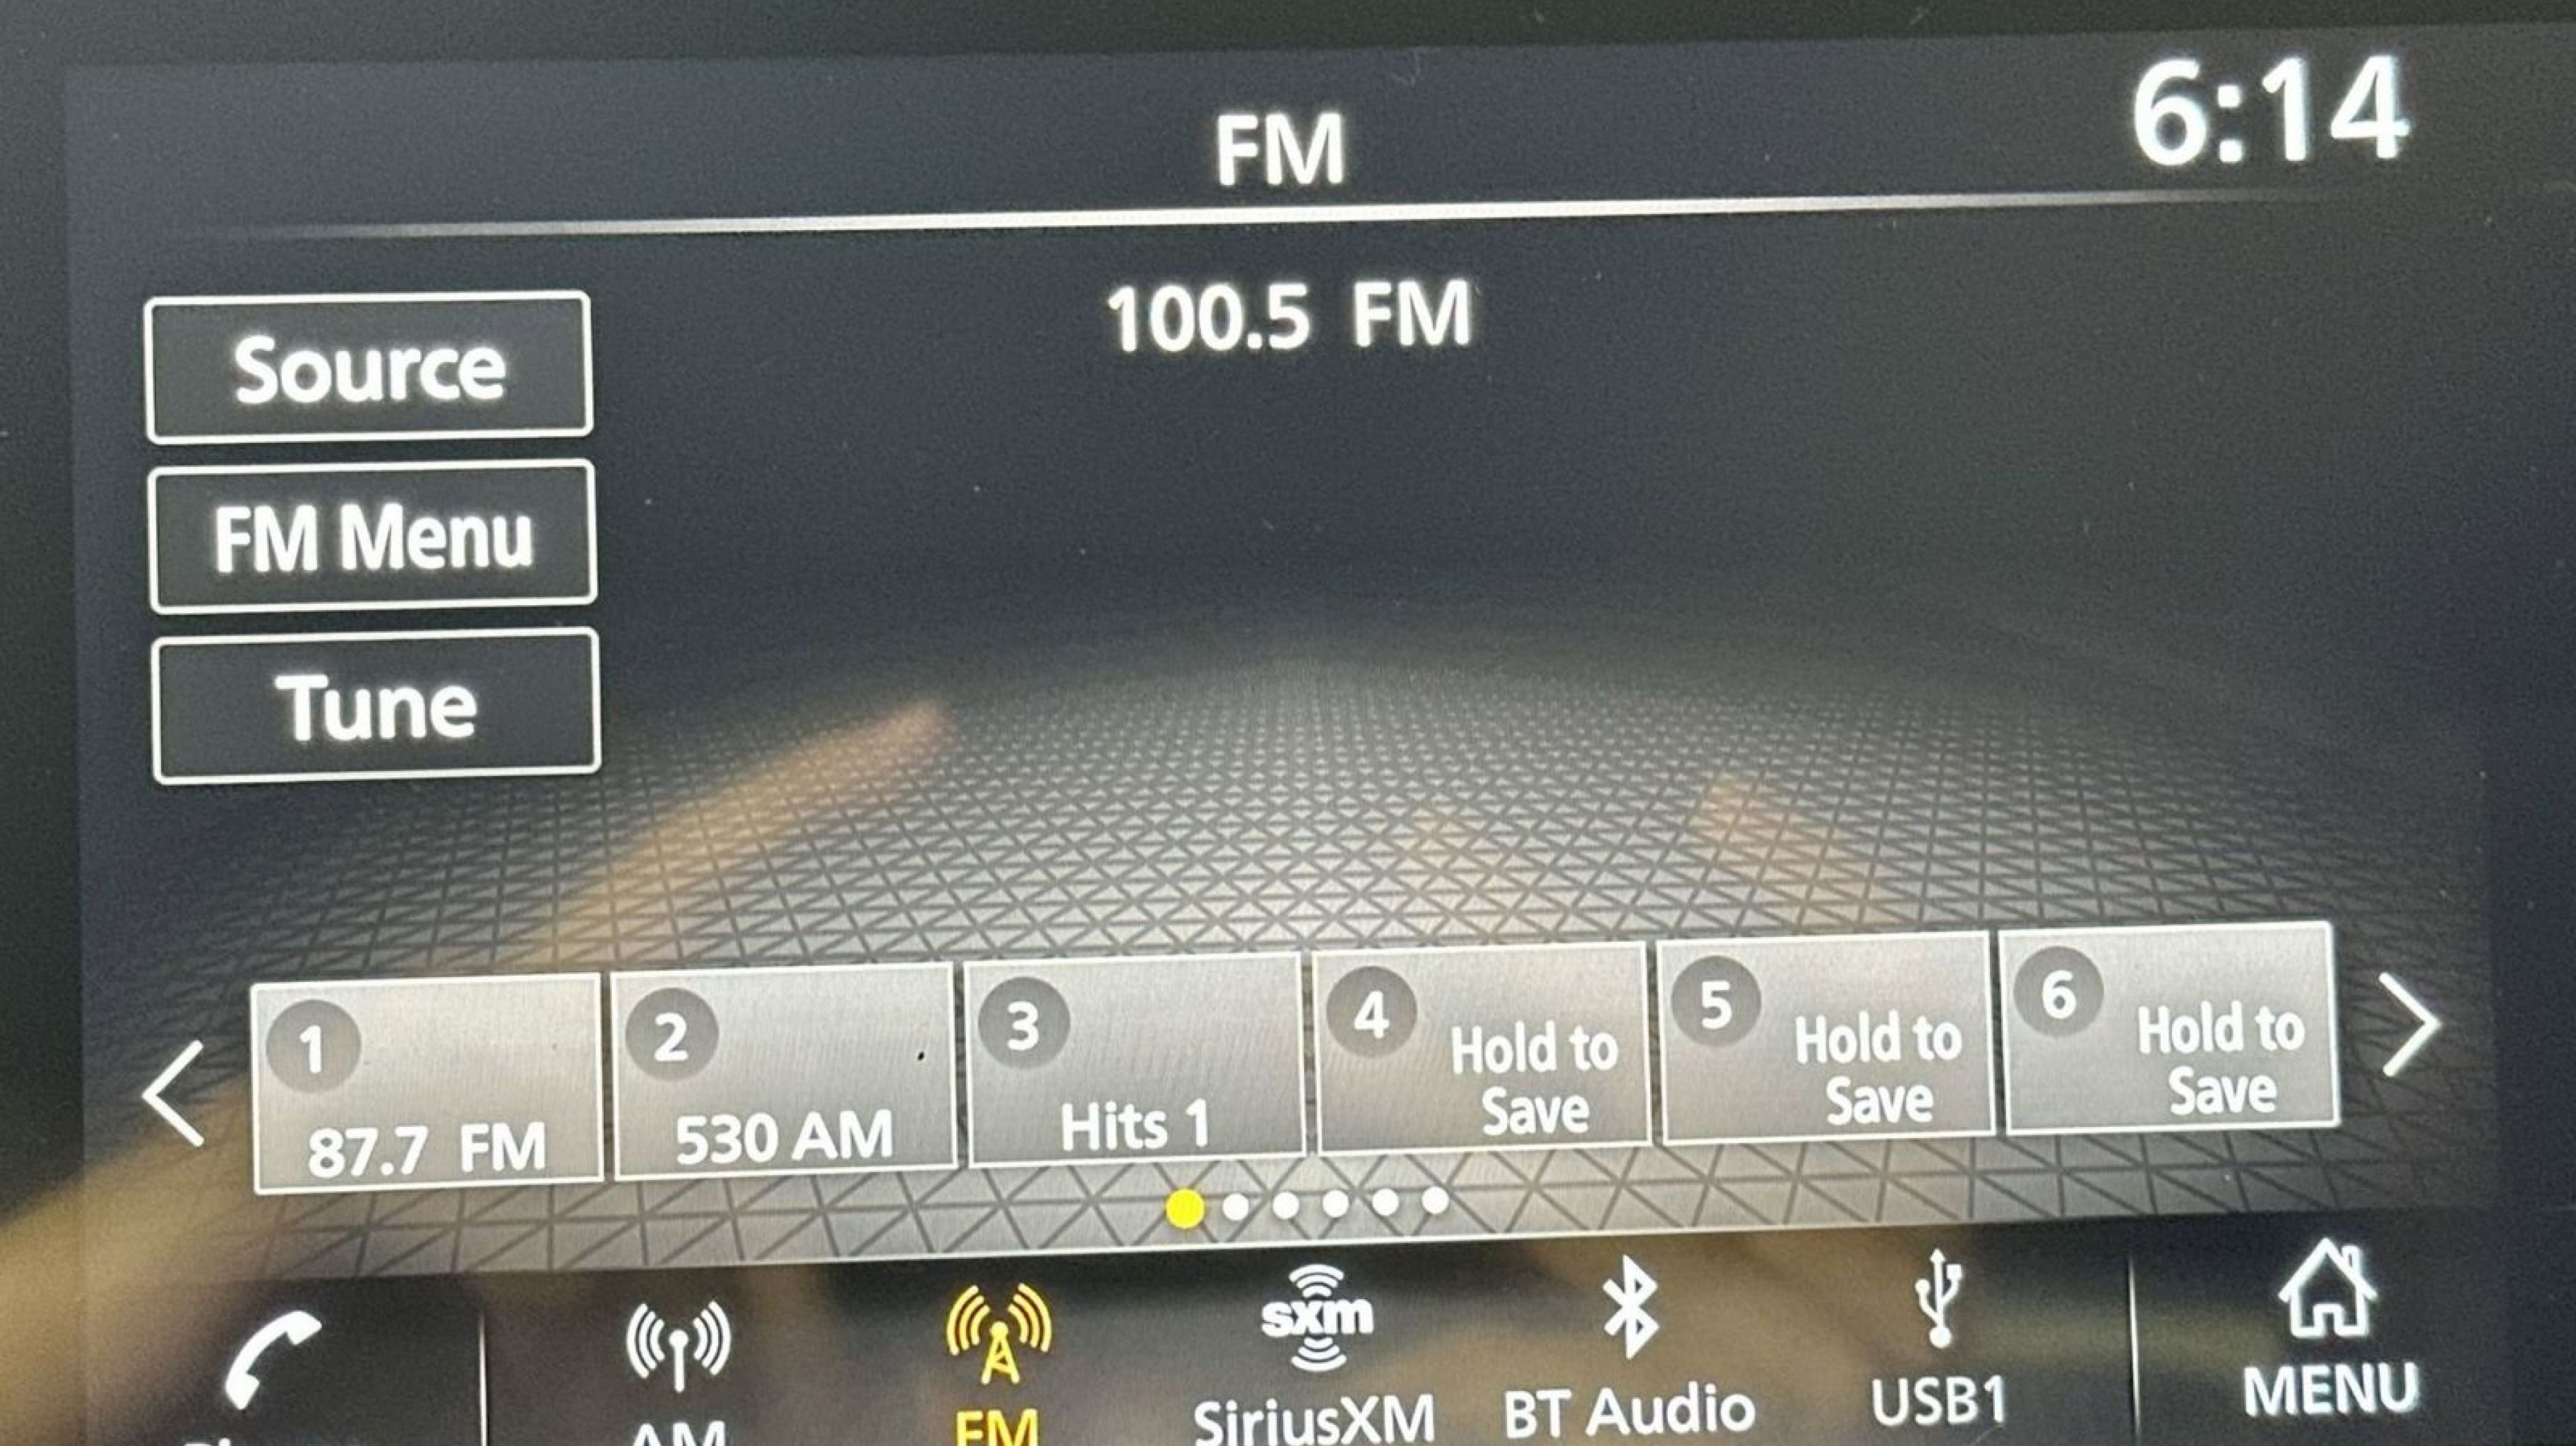 FM
6:14
100.5 FM
Source
FM Menu
Tune
1
87.7 FM
2
530 AM
3
Hits 1
4
Hold to
Save
5
Hold to
Save
6
Hold to
Save
AM
FM
sxm
SiriusXM
BT Audio
USB1
MENU